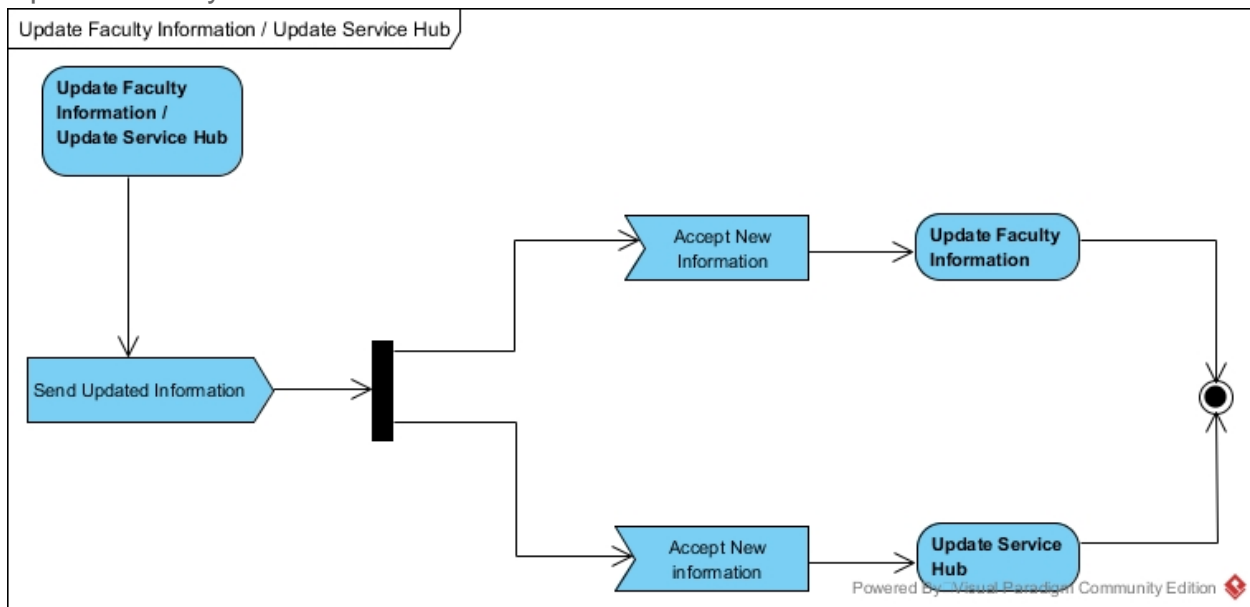 Update Faculty Information / Update Service Hub
Update Faculty
Information /
Update Service Hub
Accept New
Information
Update Faculty
Information
Send Updated Information
Accept New
information
Update Service
Hub
Powered By Visual Paradigm Community Edition